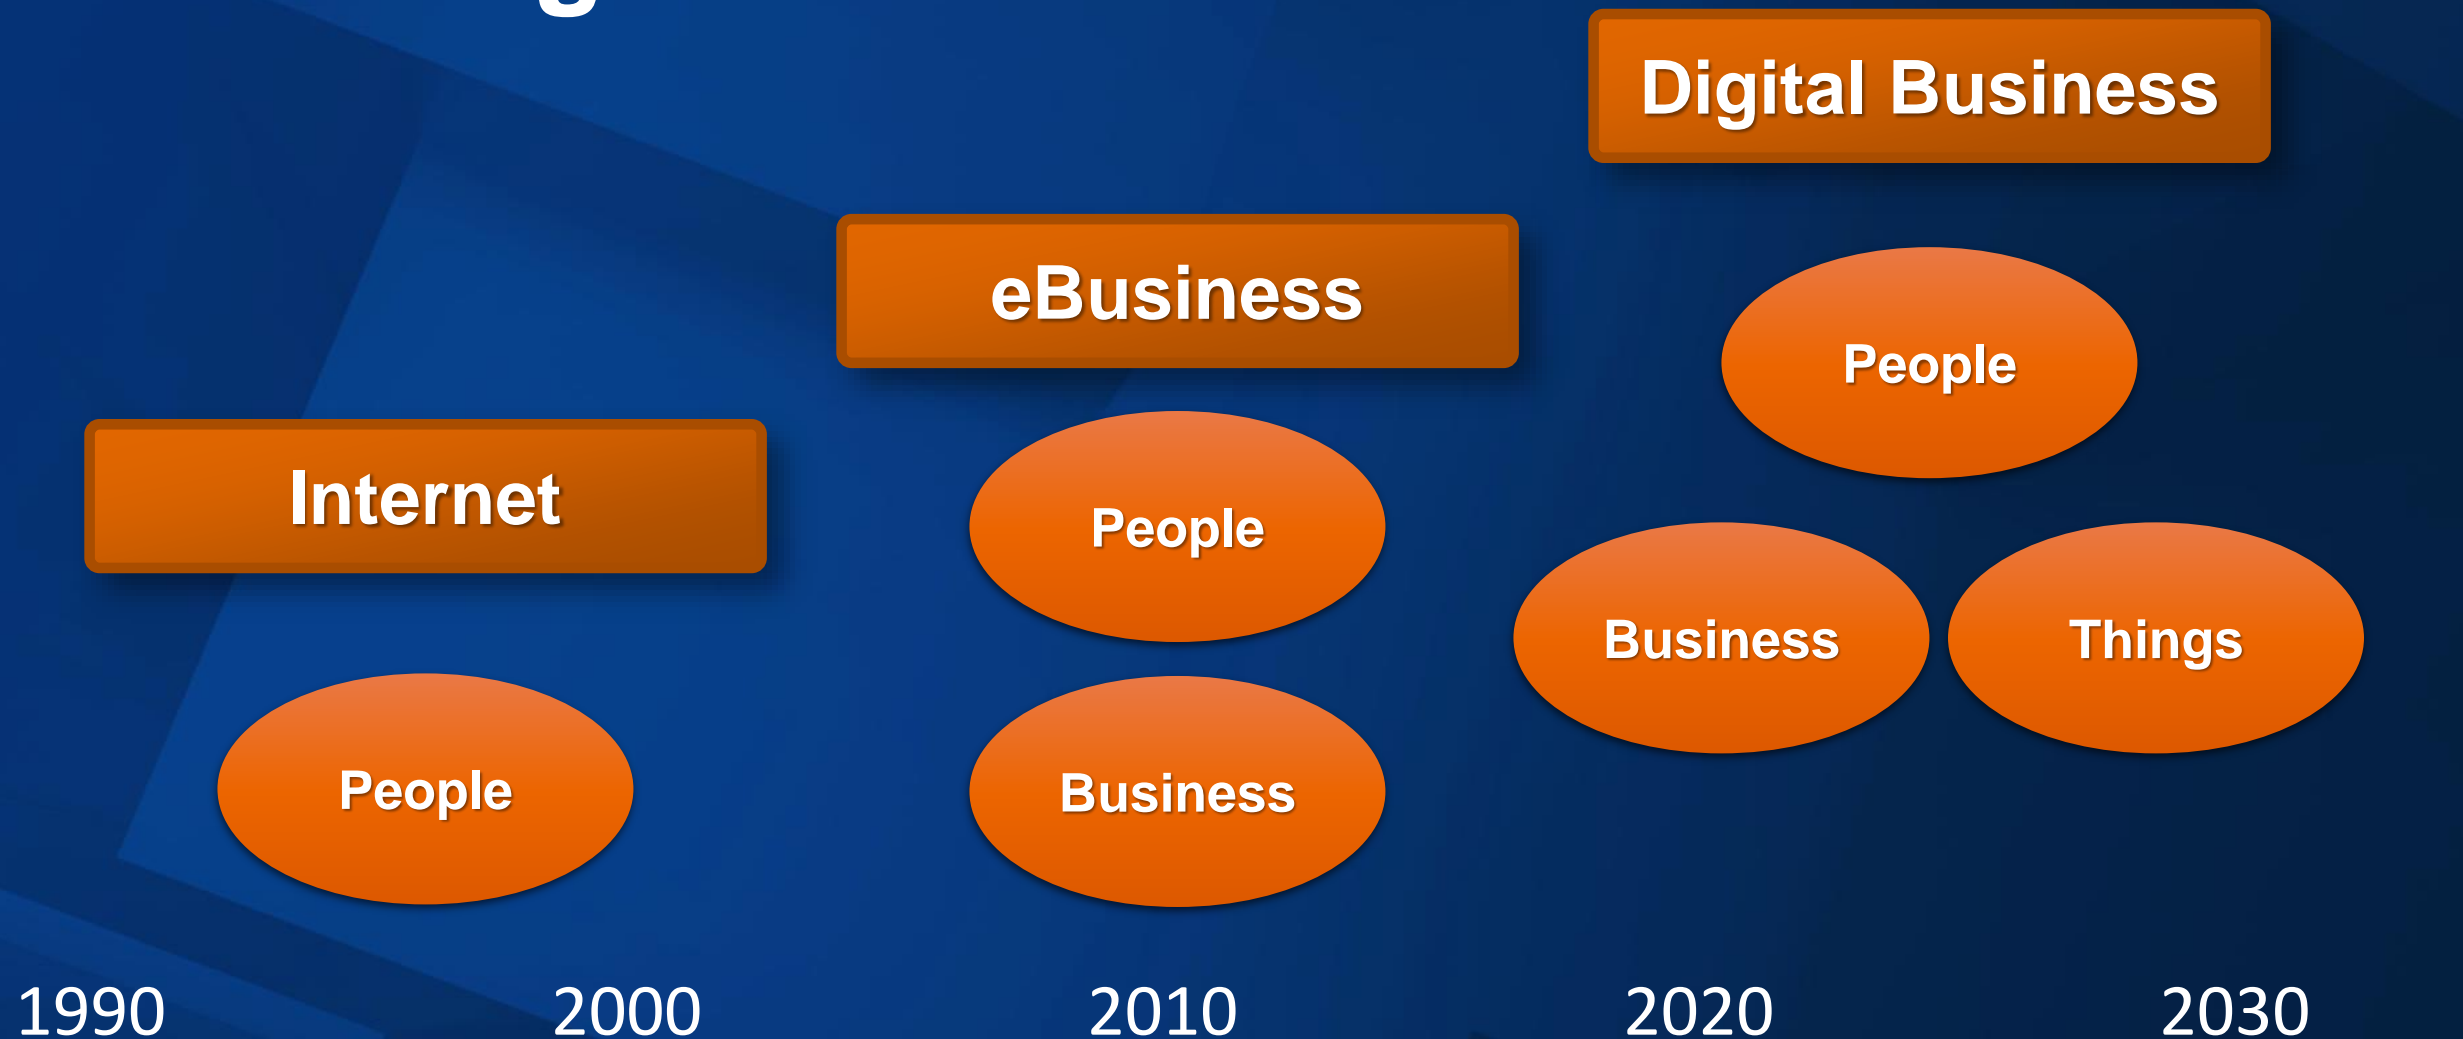 Digital Business
eBusiness
Internet
People
People
People
Business
Things
Business
1990 2000 2010 2020 2030